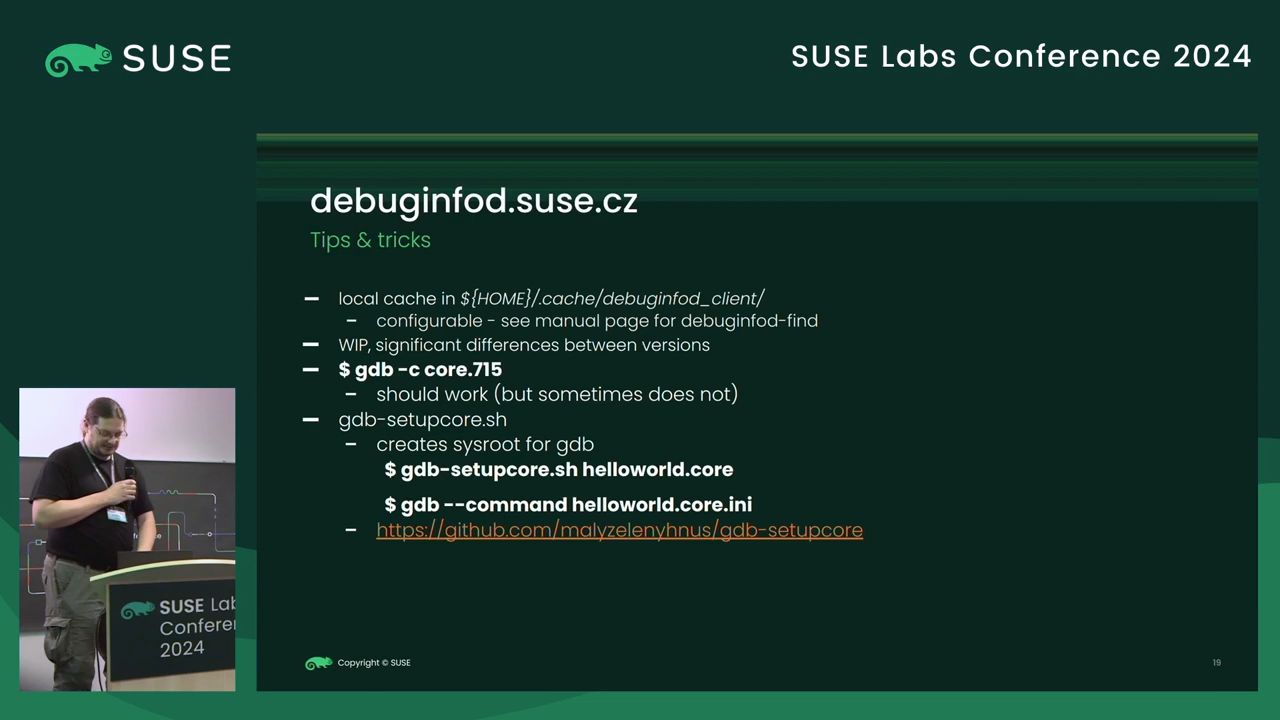 SUSE
SUSE Labs Conference 2024
debuginfod.suse.cz
Tips & tricks
– local cache in ${HOME}/.cache/debuginfod_client/
– configurable - see manual page for debuginfod-find
– WIP, significant differences between versions
– $ gdb -c core.715
– should work (but sometimes does not)
– gdb-setupcore.sh
– creates sysroot for gdb
$ gdb-setupcore.sh helloworld.core
$ gdb --command helloworld.core.ini
– https://github.com/malyzelenyhnus/gdb-setupcore
SUSE Lab
Conferen
2024
Copyright © SUSE
19